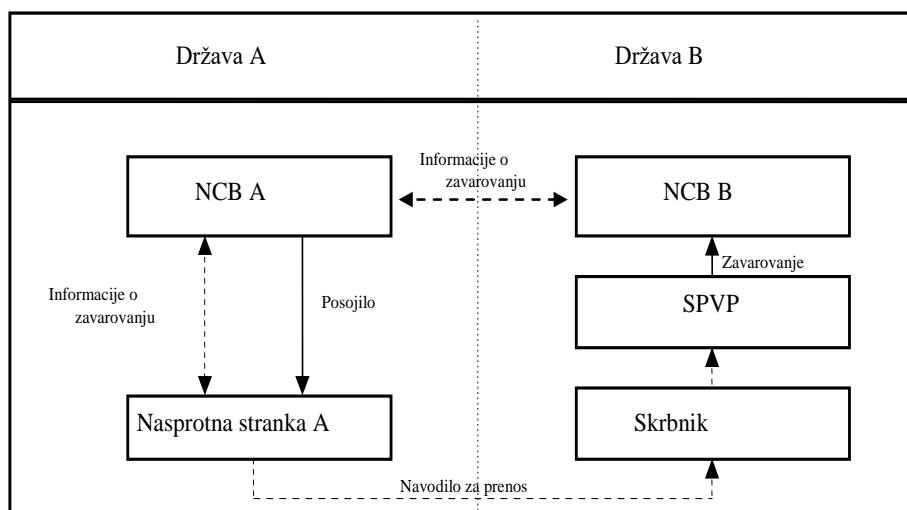 Država A
Država B
Informacije o
zavarovanju
NCB A
NCB B
Zavarovanje
Informacije o
zavarovanju
Posojilo
SPVP
Nasprotna stranka A
Skrbnik
Navodilo za prenos